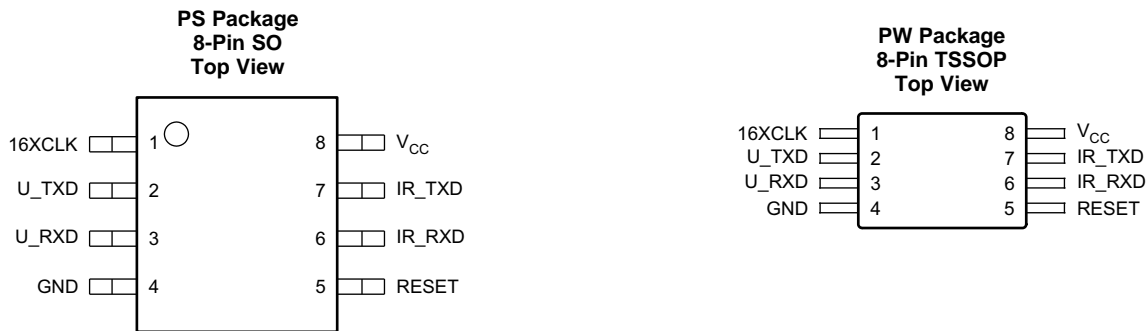 PS Package
8-Pin SO
Top View
16XCLK 1 8 VCC
U_TXD 2 7 IR_TXD
U_RXD 3 6 IR_RXD
GND 4 5 RESET
PW Package
8-Pin TSSOP
Top View
16XCLK 1 8 VCC
U_TXD 2 7 IR_TXD
U_RXD 3 6 IR_RXD
GND 4 5 RESET